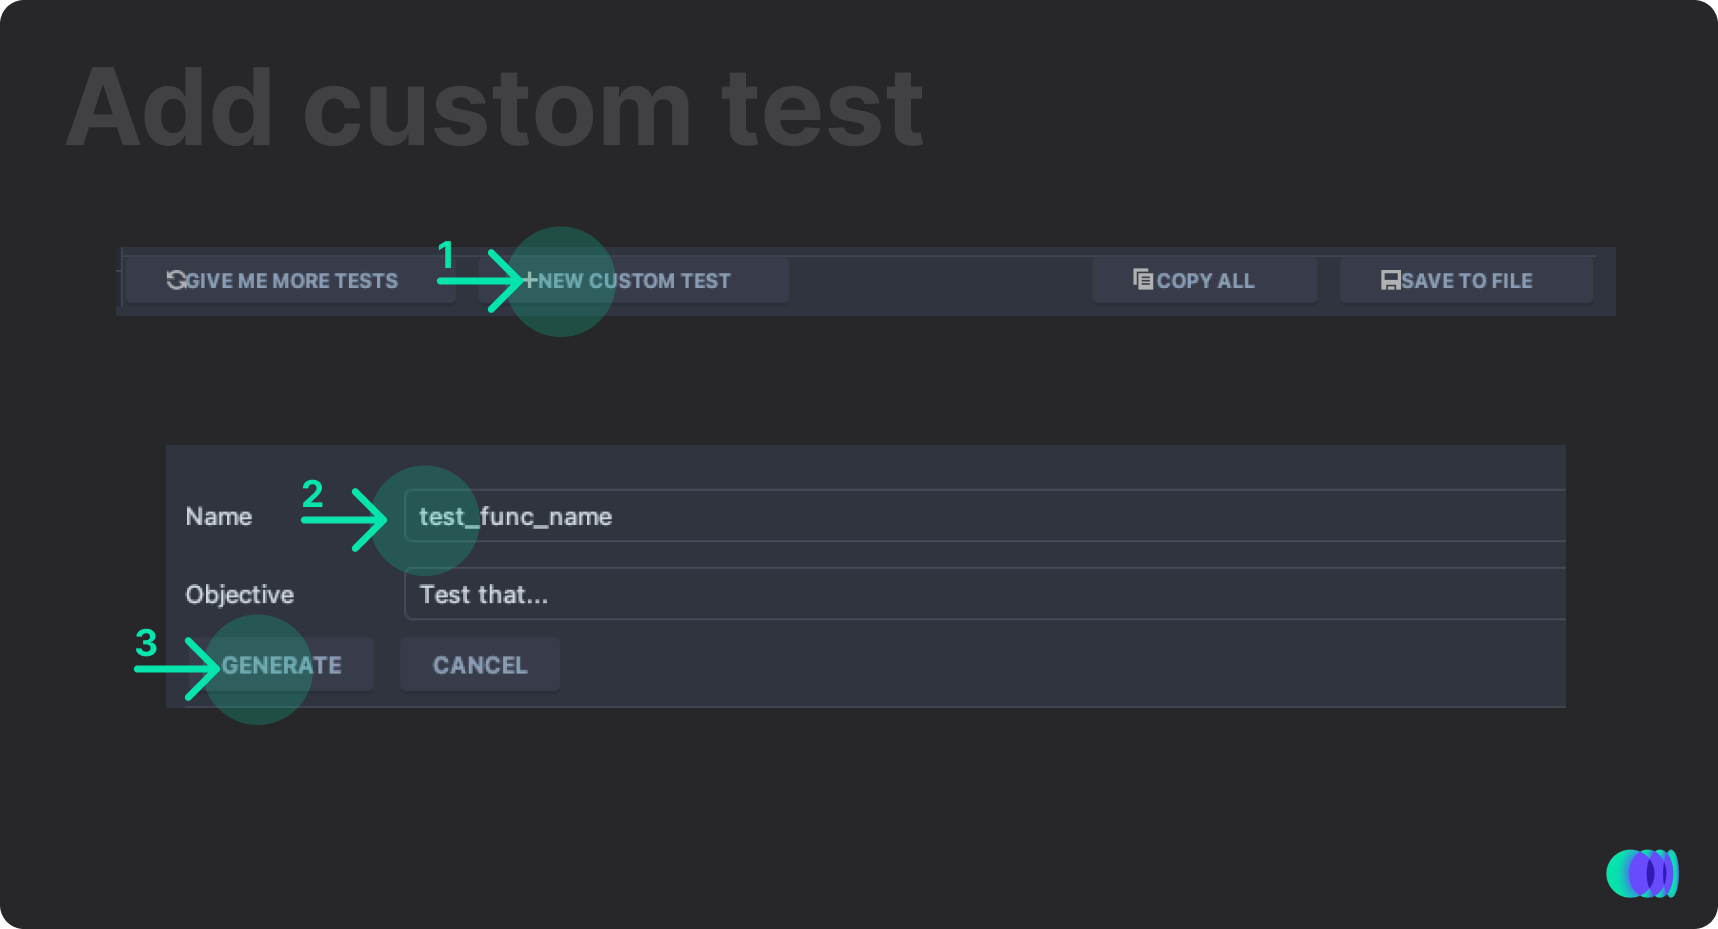 Add custom test
1
GIVE ME MORE TESTS
NEW CUSTOM TEST
COPY ALL
SAVE TO FILE
2
Name
test_func_name
Objective
Test that...
3
GENERATE
CANCEL